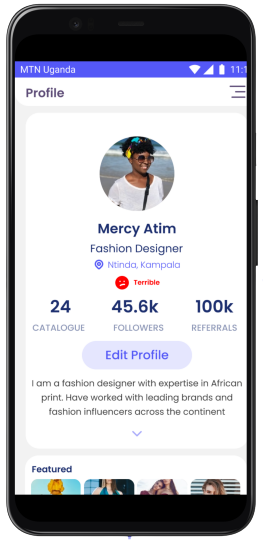 MTN Uganda 11:1
Profile
Mercy Atim
Fashion Designer
Ntinda, Kampala
Terrible
24 45.6k 100k
CATALOGUE FOLLOWERS REFERRALS
Edit Profile
I am a fashion designer with expertise in African
print. Have worked with leading brands and
fashion influencers across the continent
Featured